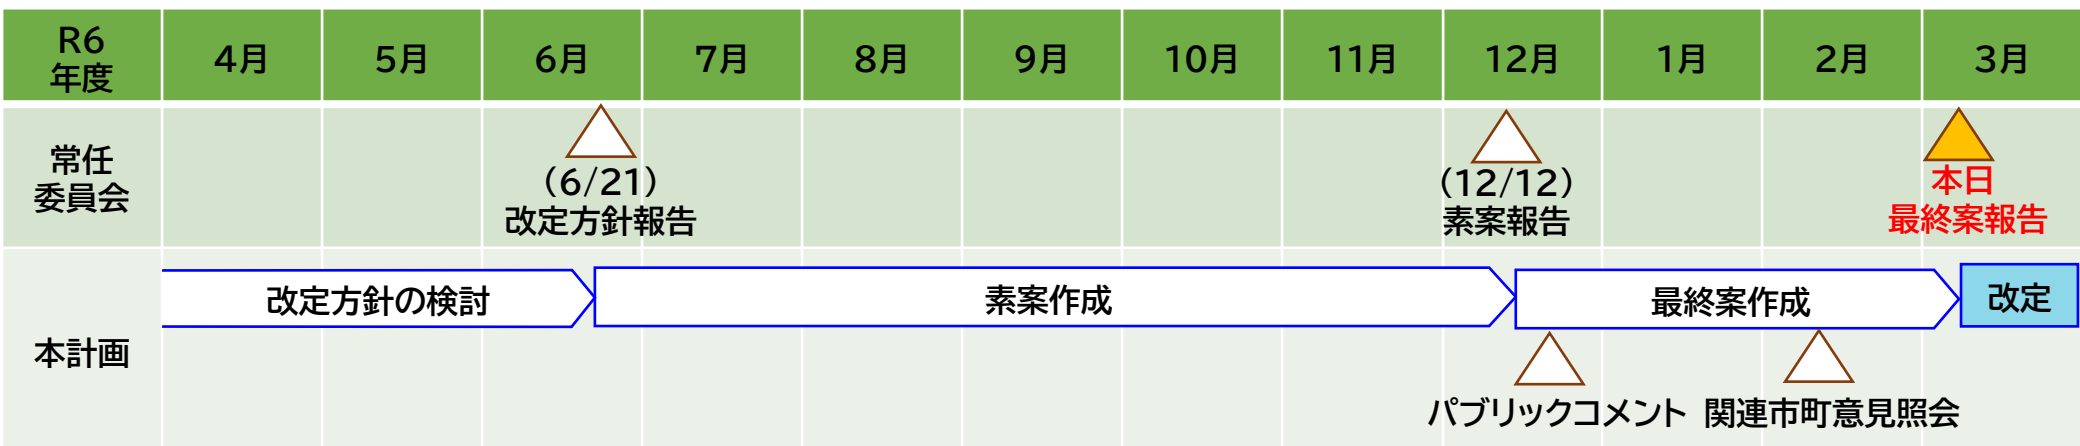 R6
年度
4月
5月
6月
7月
8月
9月
10月
11月
12月
1月
2月
3月
常任
委員会
(6/21)
改定方針報告
(12/12)
素案報告
本日
最終案報告
本計画
改定方針の検討
素案作成
最終案作成
改定
パブリックコメント
関連市町意見照会